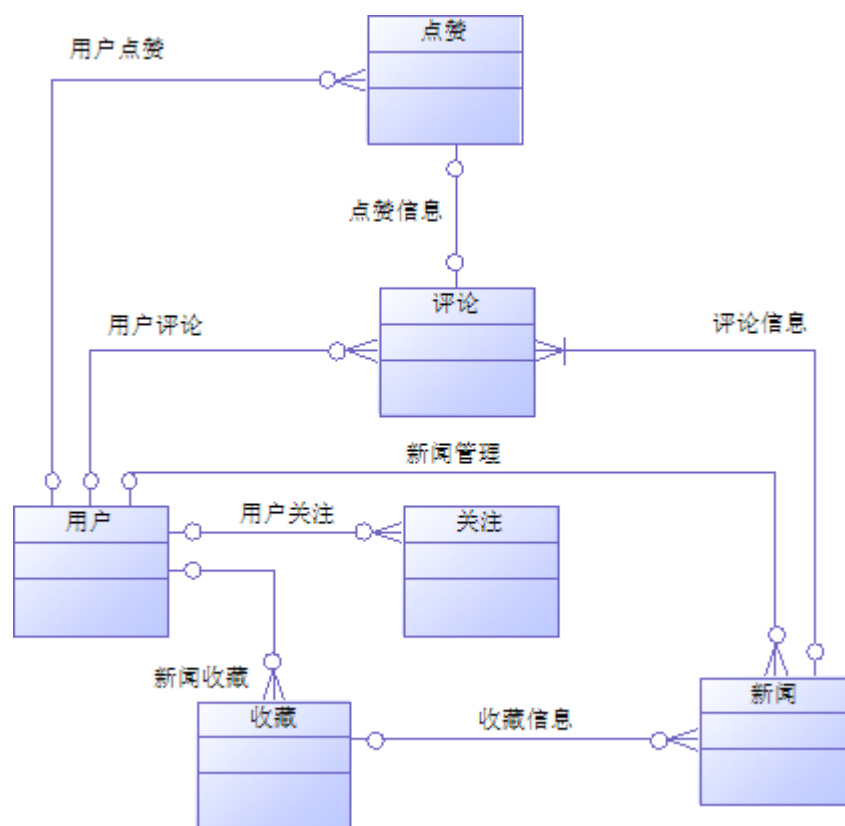 点赞
用户点赞
点赞信息
评论
用户评论
评论信息
新闻管理
用户
用户关注
关注
新闻收藏
收藏
收藏信息
新闻